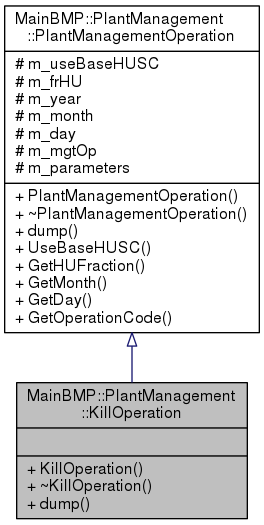 MainBMP::PlantManagement
::PlantManagementOperation
# m_useBaseHUSC
# m_frHU
# m_year
# m_month
# m_day
# m_mgtOp
# m_parameters
+ PlantManagementOperation()
+ ~PlantManagementOperation()
+ dump()
+ UseBaseHUSC()
+ GetHUFraction()
+ GetMonth()
+ GetDay()
+ GetOperationCode()
MainBMP::PlantManagement
::KillOperation
+ KillOperation()
+ ~KillOperation()
+ dump()